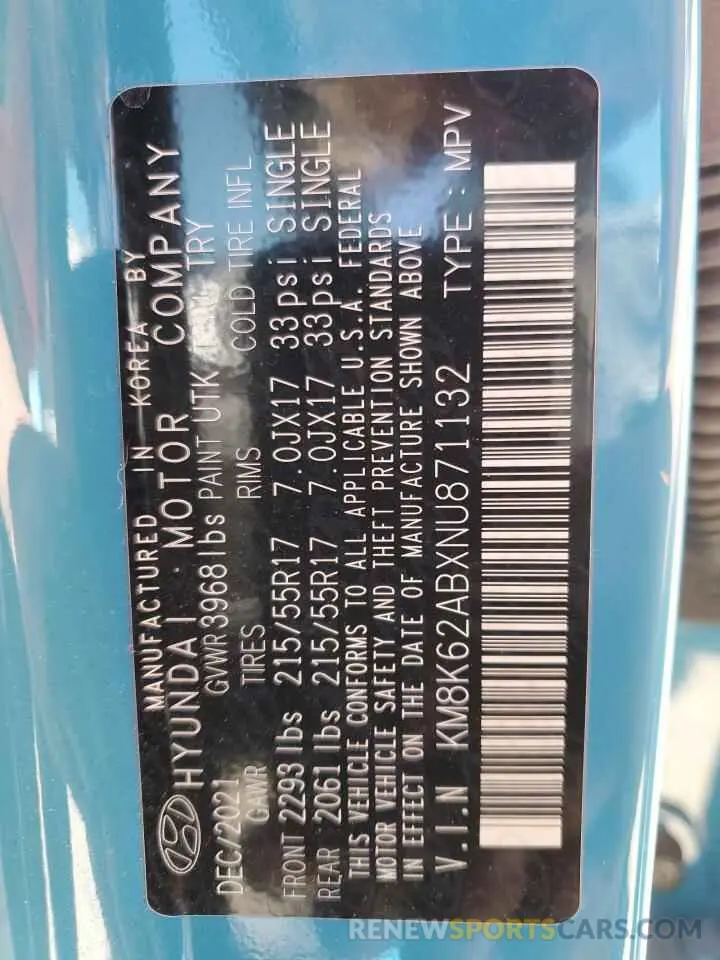 MANUFACTURED IN KOREA BY
HYUNDAI MOTOR COMPANY
DEC/2021 GVWR 3968 lbs PAINT UTK TRY
GAWR TIRES RIMS COLD TIRE INFL
FRONT 2293 lbs 215/55R17 7.0JX17 33psi SINGLE
REAR 2061 lbs 215/55R17 7.0JX17 33psi SINGLE
THIS VEHICLE CONFORMS TO ALL APPLICABLE U.S.A. FEDERAL
MOTOR VEHICLE SAFETY AND THEFT PREVENTION STANDARDS
IN EFFECT ON THE DATE OF MANUFACTURE SHOWN ABOVE
V.I.N KM8K62ABXNU871132 TYPE : MPV
RENEWSPORTSCARS.COM